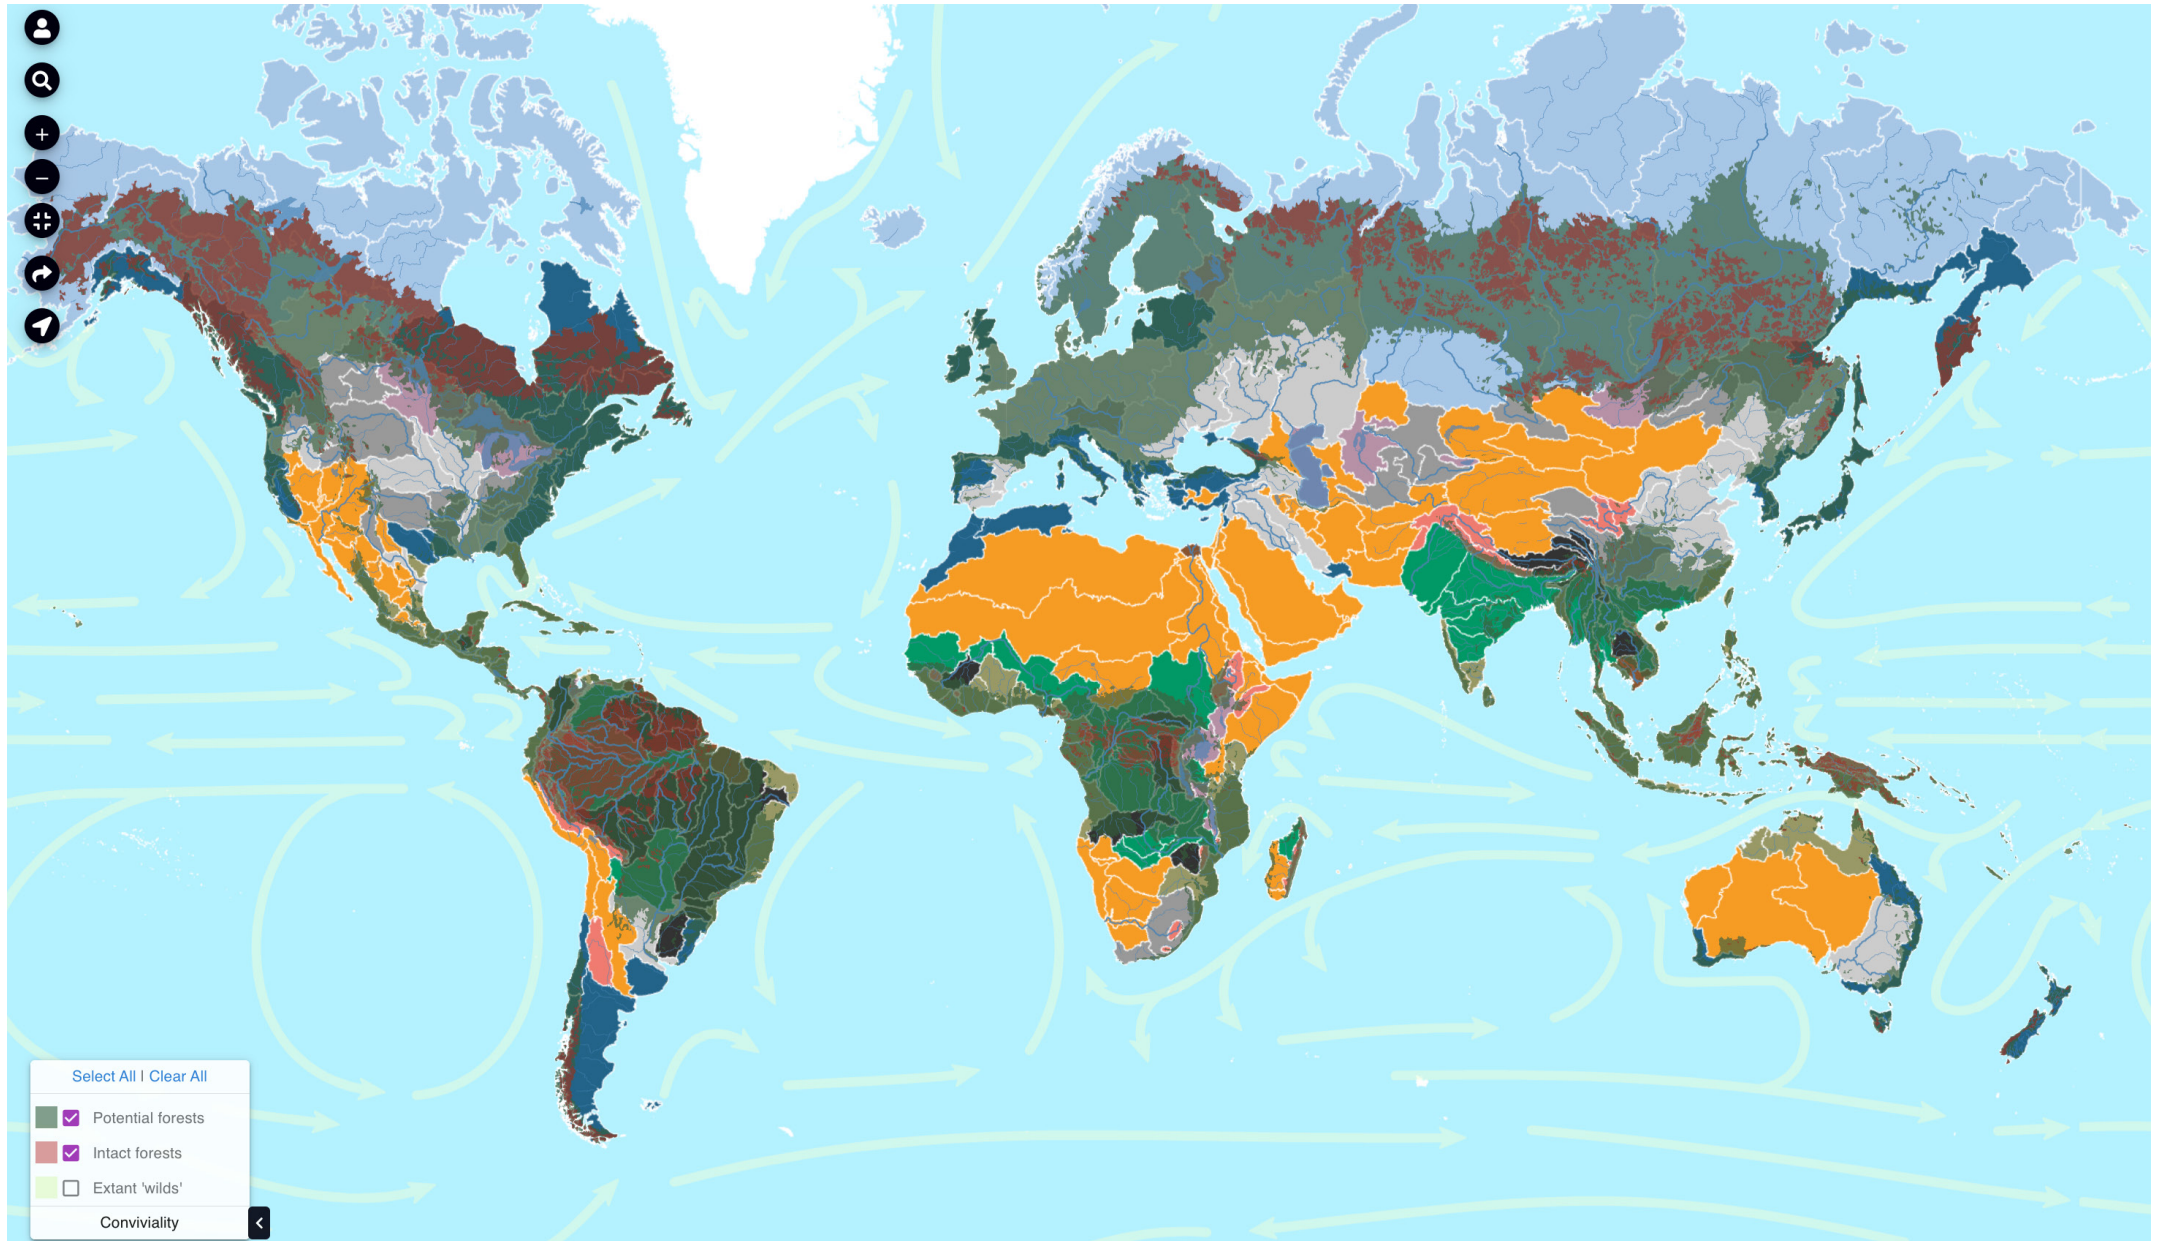 Select All | Clear All
Potential forests
Intact forests
Extant 'wilds'
Conviviality